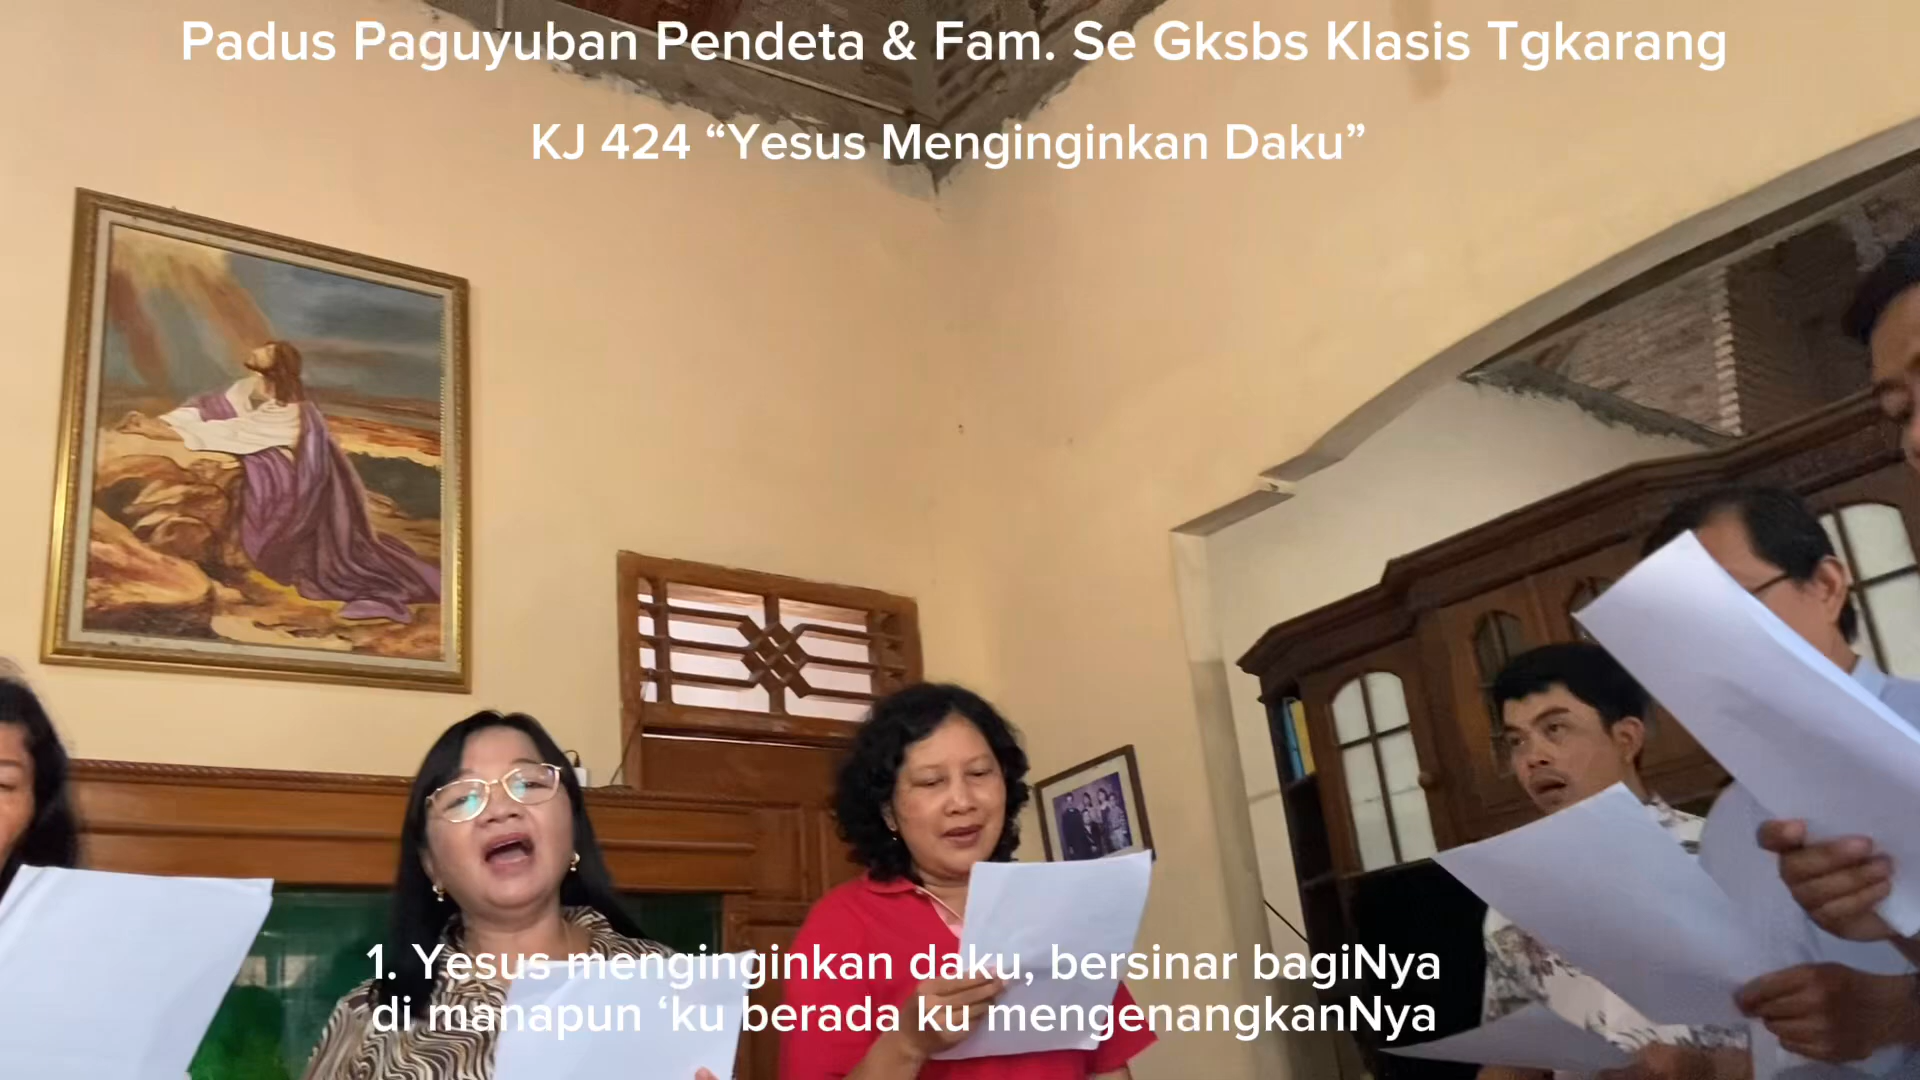 Padus Paguyuban Pendeta & Fam. Se Gksbs Klasis Tgkarang
KJ 424 “Yesus Menginginkan Daku”
1. Yesus menginginkan daku, bersinar bagiNya
di manapun ‘ku berada ku mengenangkanNya